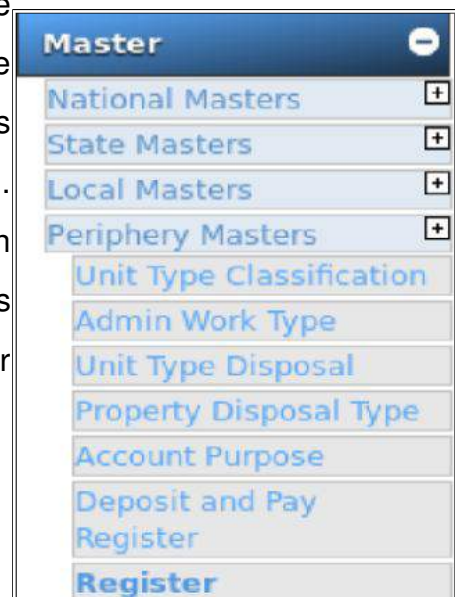 e
Master
e
National Masters
s
State Masters
.
Local Masters
n
Periphery Masters
Unit Type Classification
s
Admin Work Type
r
Unit Type Disposal
Property Disposal Type
Account Purpose
Deposit and Pay
Register
Register